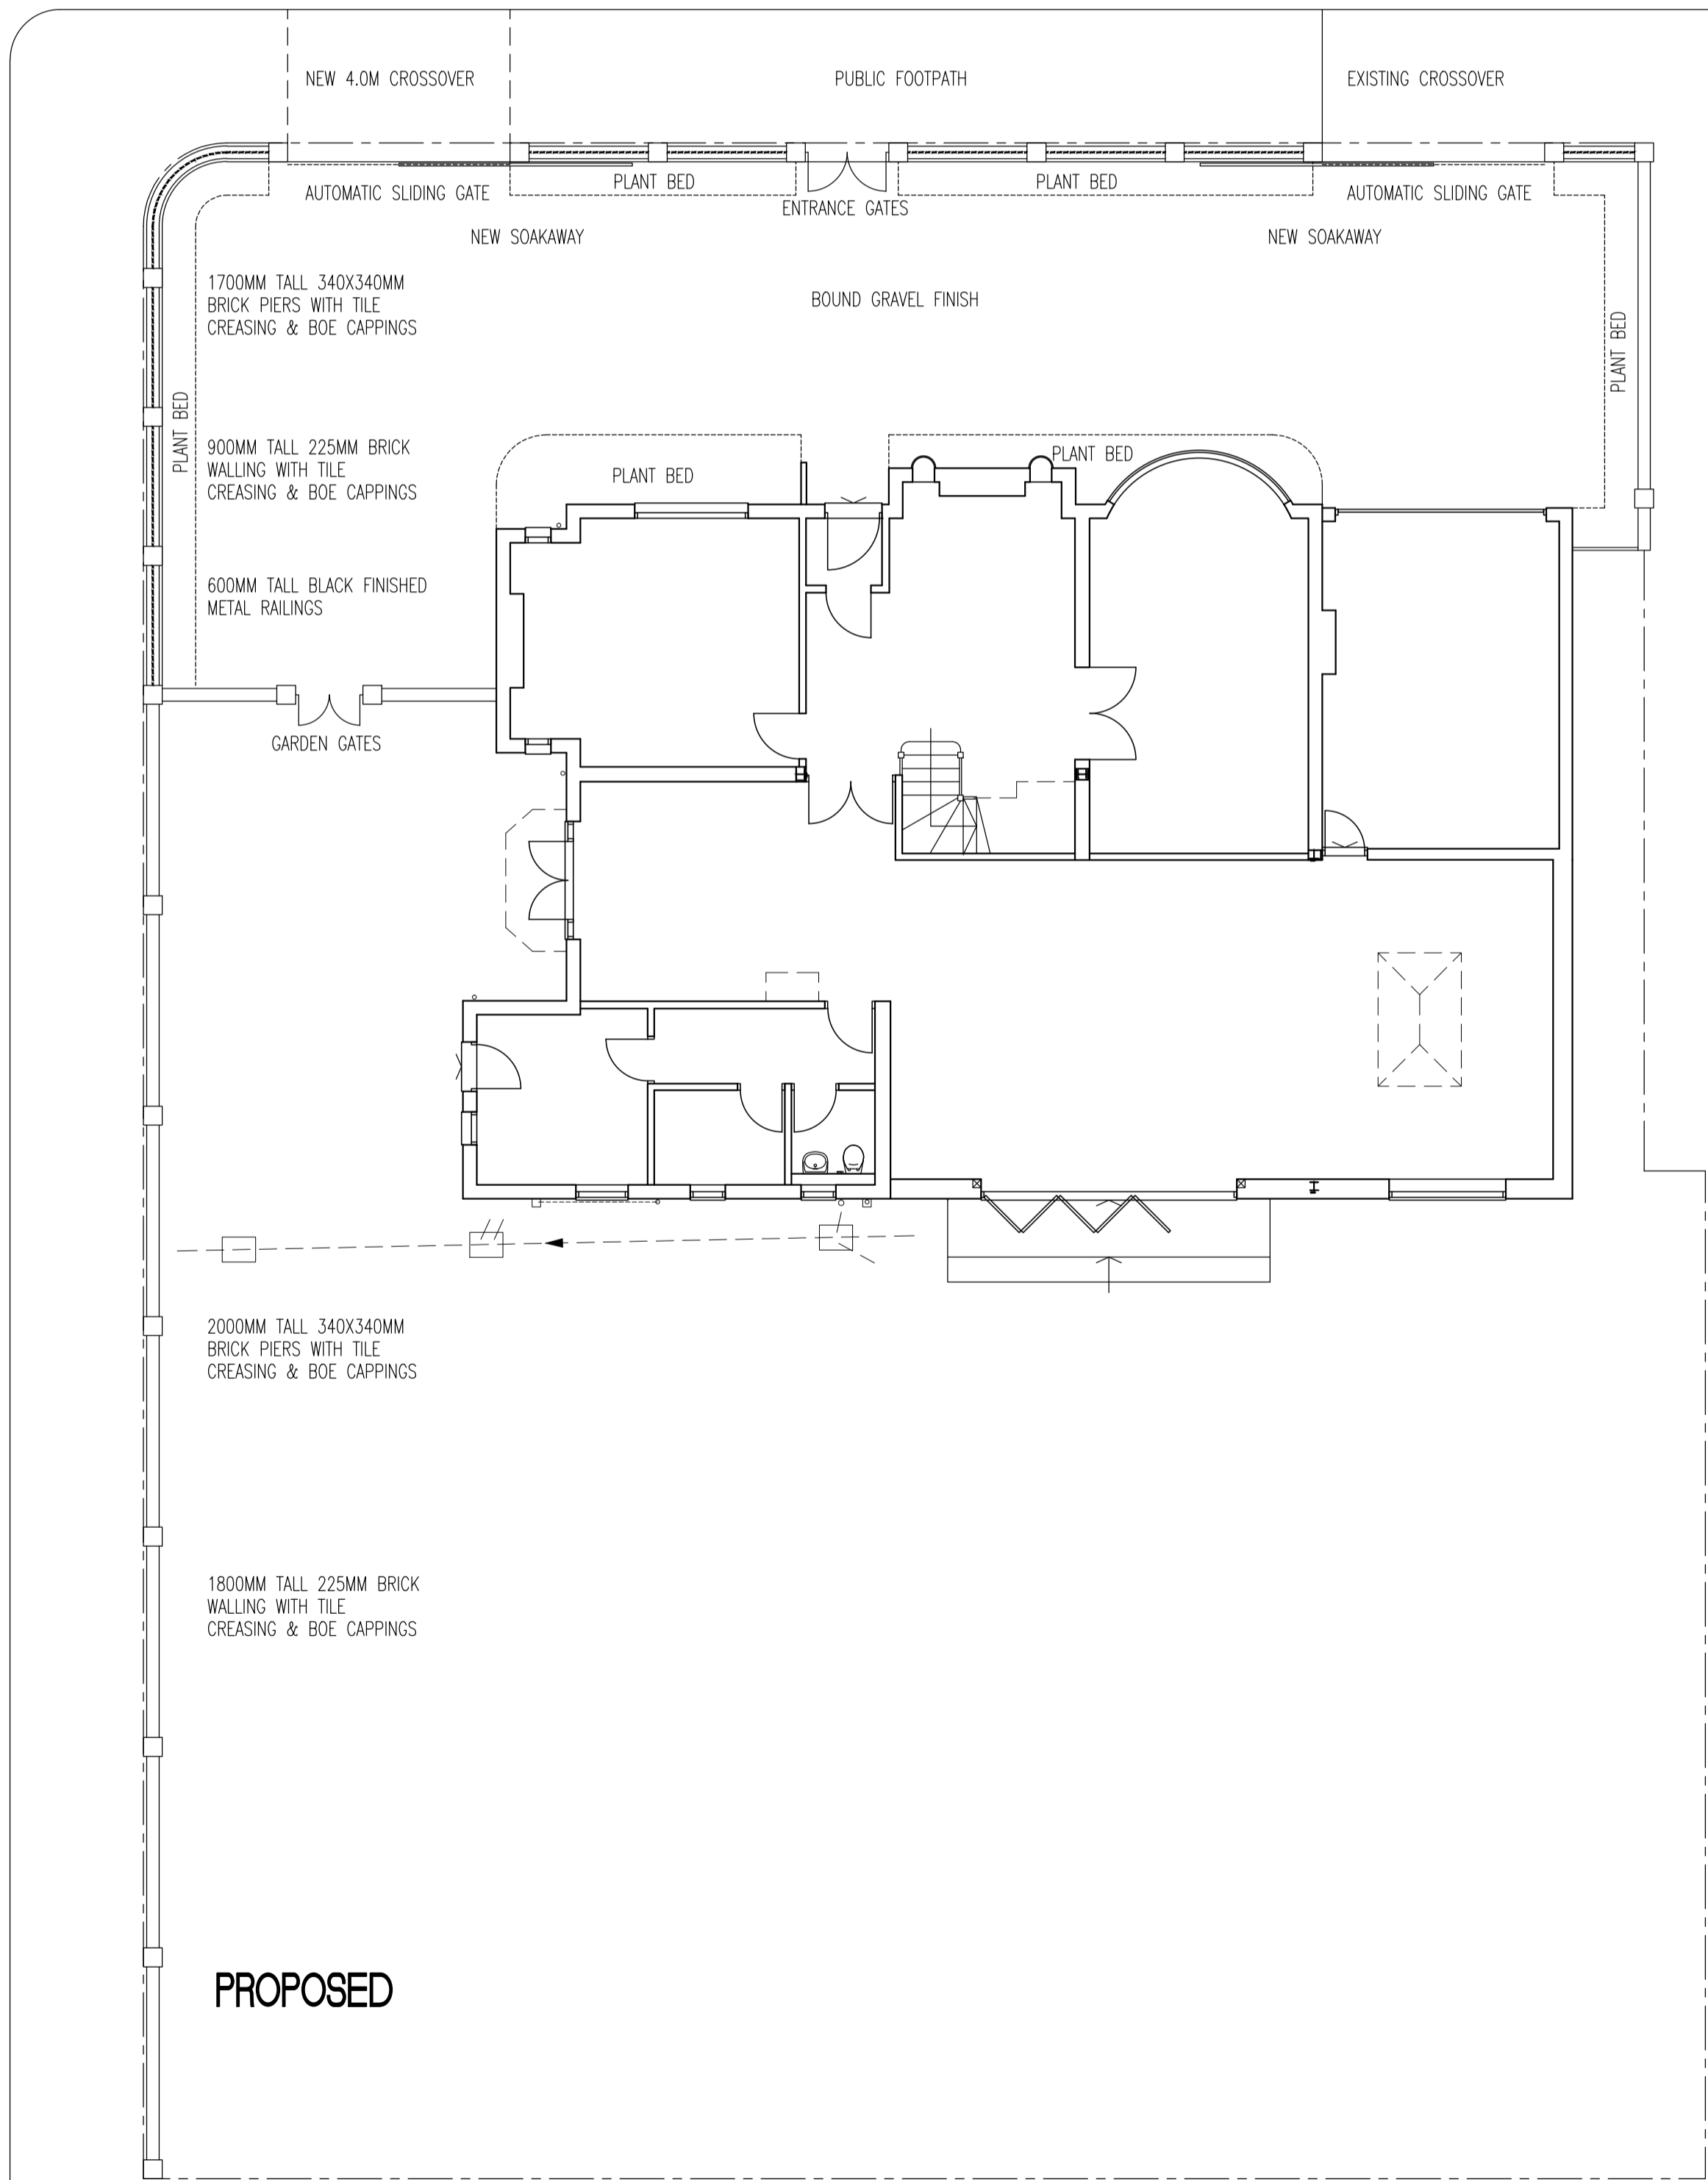 NEW 4.0M CROSSOVER
PUBLIC FOOTPATH
EXISTING CROSSOVER
AUTOMATIC SLIDING GATE
PLANT BED
ENTRANCE GATES
PLANT BED
AUTOMATIC SLIDING GATE
NEW SOAKAWAY
NEW SOAKAWAY
1700MM TALL 340X340MM
BRICK PIERS WITH TILE
CREASING & BOE CAPPINGS
BOUND GRAVEL FINISH
PLANT BED
PLANT BED
900MM TALL 225MM BRICK
WALLING WITH TILE
CREASING & BOE CAPPINGS
PLANT BED
PLANT BED
600MM TALL BLACK FINISHED
METAL RAILINGS
GARDEN GATES
2000MM TALL 340X340MM
BRICK PIERS WITH TILE
CREASING & BOE CAPPINGS
1800MM TALL 225MM BRICK
WALLING WITH TILE
CREASING & BOE CAPPINGS
PROPOSED